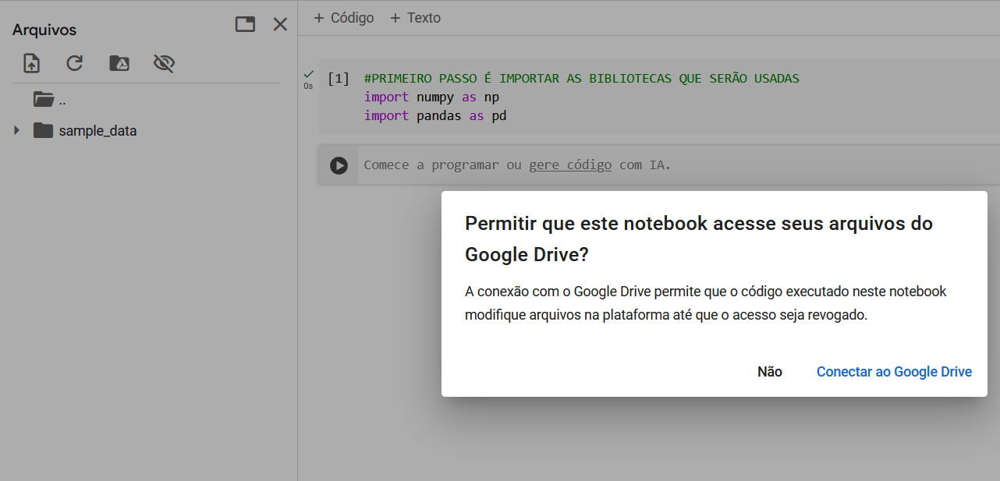 Arquivos
..
sample_data
+ Código + Texto
0s
[1] #PRIMEIRO PASSO É IMPORTAR AS BIBLIOTECAS QUE SERÃO USADAS
import numpy as np
import pandas as pd
Comece a programar ou gere código com IA.
Permitir que este notebook acesse seus arquivos do
Google Drive?
A conexão com o Google Drive permite que o código executado neste notebook
modifique arquivos na plataforma até que o acesso seja revogado.
Não Conectar ao Google Drive